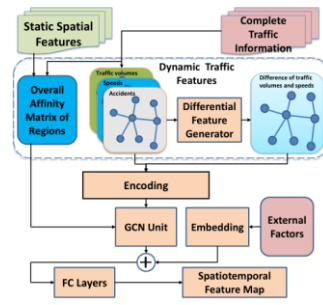 Static Spatial
Features
Complete
Traffic
Information
Dynamic Traffic
Features
Overall
Affinity
Matrix of
Regions
Traffic volumes
Speeds ....
Accidents
Differential
Feature
Generator
Difference of traffic
volumes and speeds
Encoding
GCN Unit
Embedding
External
Factors
FC Layers
Spatiotemporal
Feature Map